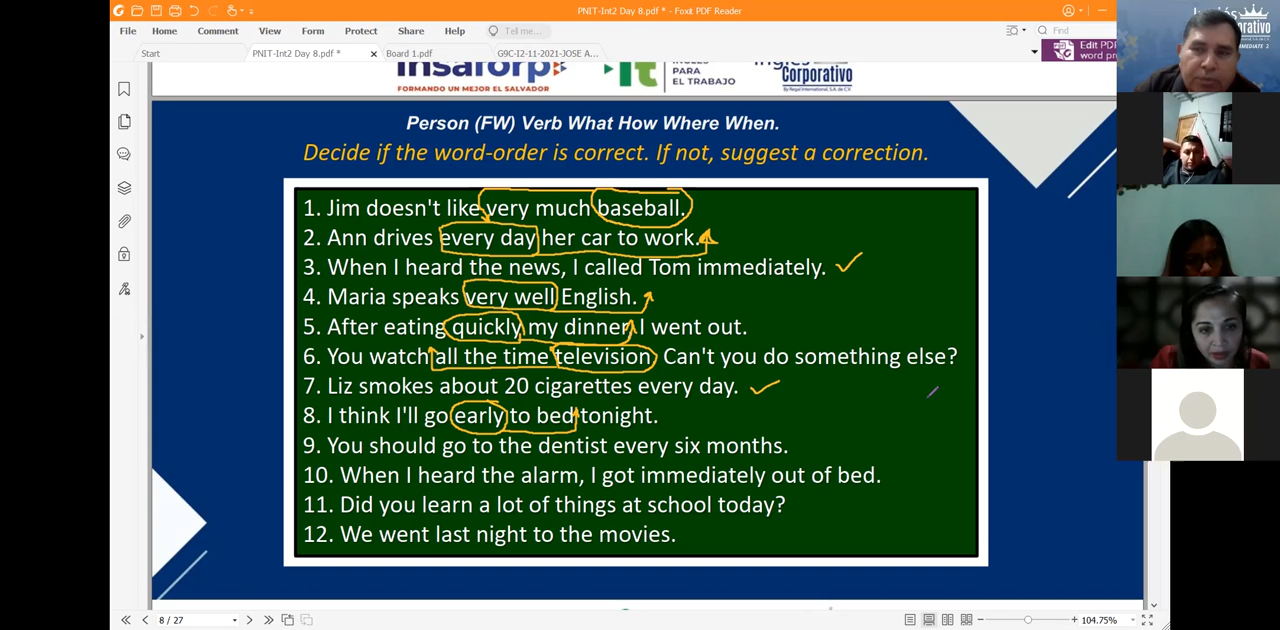 PNIT-Int2 Day 8.pdf * - Foxit PDF Reader
File Home Comment View Form Protect Share Help Tell me... Find
Start PNIT-Int2 Day 8.pdf * Board 1.pdf G9C-I2-11-2021-JOSE A...
Edit PDF
word pr
Inglés
Corporativo
MEDIATE 2
insaforp
FORMANDO UN MEJOR EL SALVADOR
it INGLÉS
PARA
EL TRABAJO
Inglés
Corporativo
Person (FW) Verb What How Where When.
Decide if the word-order is correct. If not, suggest a correction.
1. Jim doesn't like very much baseball.
2. Ann drives every day her car to work.
3. When I heard the news, I called Tom immediately.
4. Maria speaks very well English.
5. After eating quickly my dinner, I went out.
6. You watch all the time television. Can't you do something else?
7. Liz smokes about 20 cigarettes every day.
8. I think I'll go early to bed tonight.
9. You should go to the dentist every six months.
10. When I heard the alarm, I got immediately out of bed.
11. Did you learn a lot of things at school today?
12. We went last night to the movies.
8 / 27 104.75%